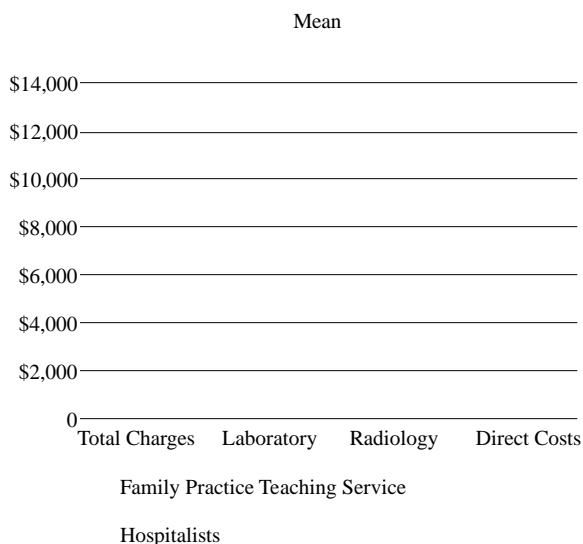 Mean
$14,000
$12,000
$10,000
$8,000
$6,000
$4,000
$2,000
0
Total Charges Laboratory Radiology Direct Costs
Family Practice Teaching Service
Hospitalists